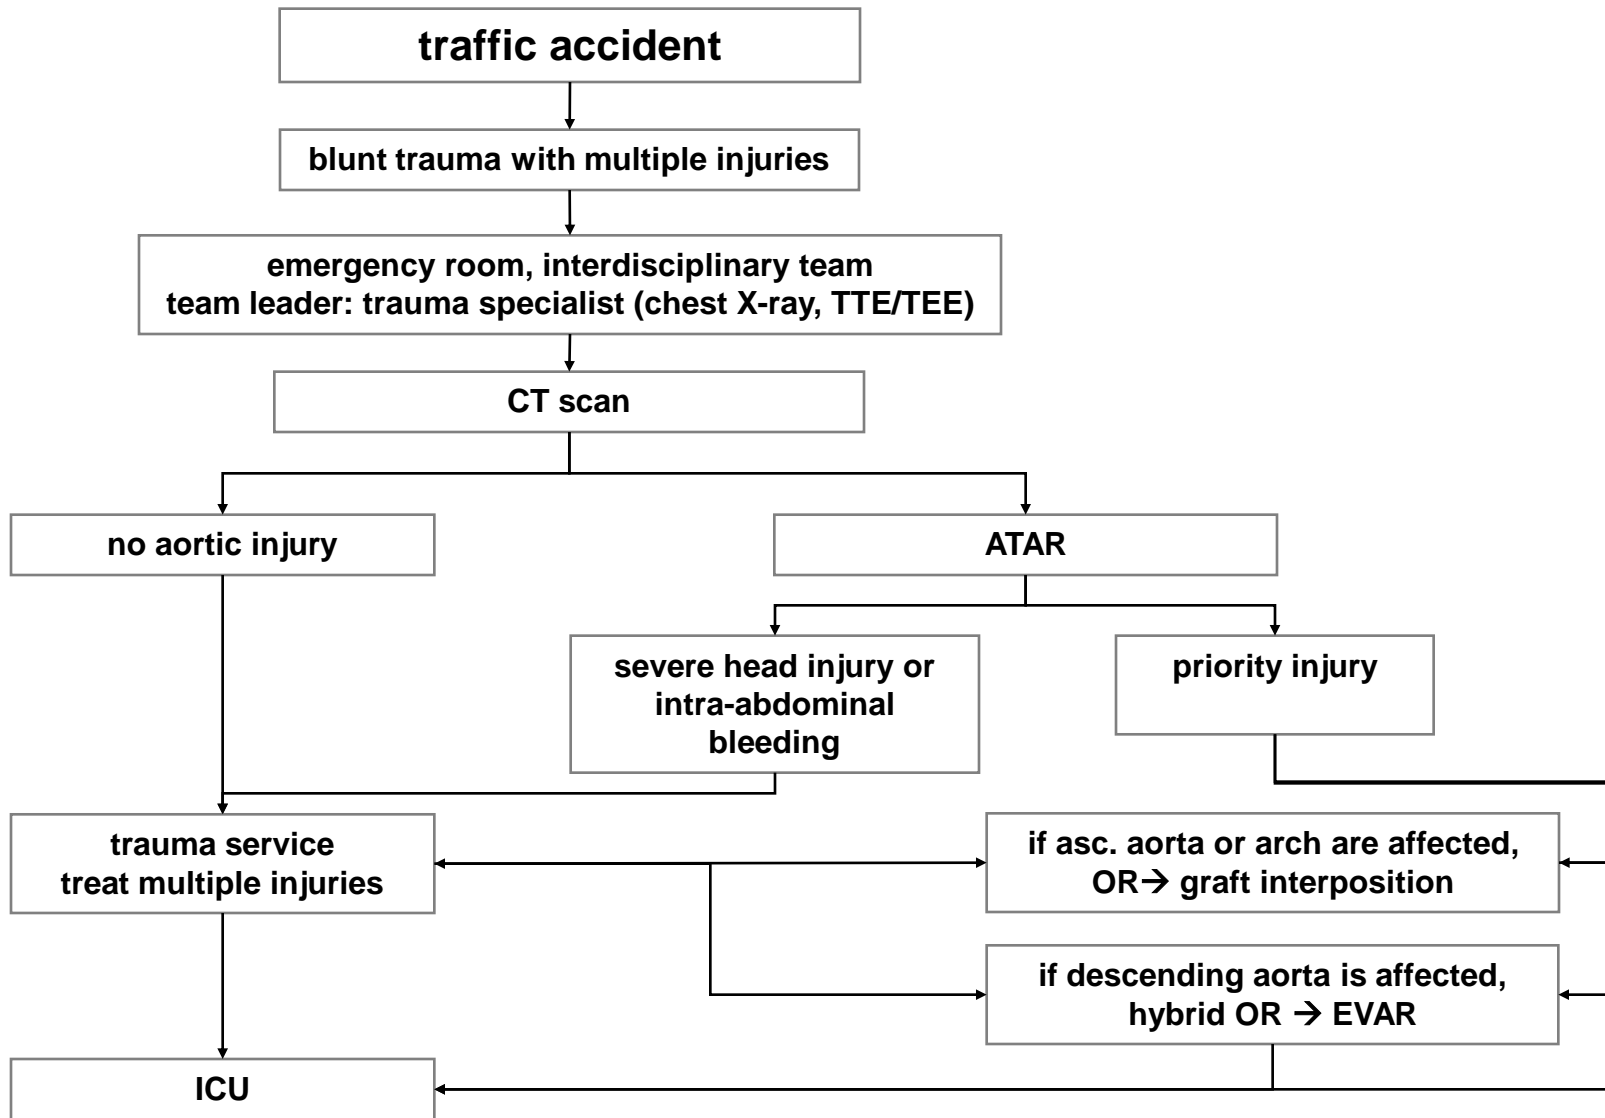 traffic accident
blunt trauma with multiple injuries
emergency room, interdisciplinary team
team leader: trauma specialist (chest X-ray, TTE/TEE)
CT scan
no aortic injury
ATAR
severe head injury or
intra-abdominal
bleeding
priority injury
trauma service
treat multiple injuries
if asc. aorta or arch are affected,
OR→ graft interposition
if descending aorta is affected,
hybrid OR → EVAR
ICU